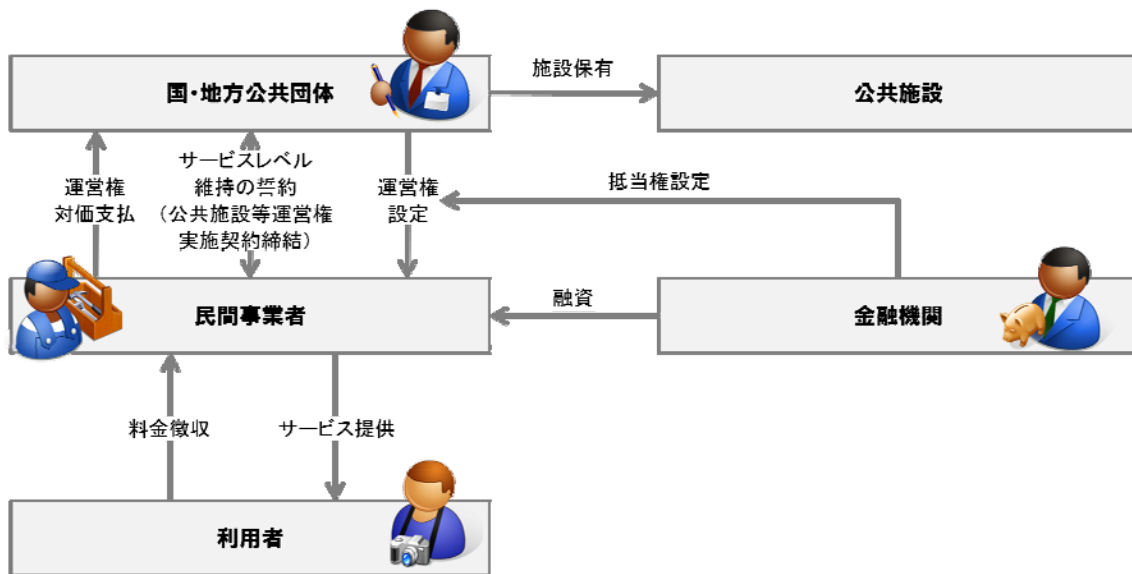 国・地方公共団体
施設保有
公共施設
運営権
対価支払
サービスレベル
維持の誓約
(公共施設等運営権
実施契約締結)
運営権
設定
抵当権設定
民間事業者
融資
金融機関
料金徴収
サービス提供
利用者